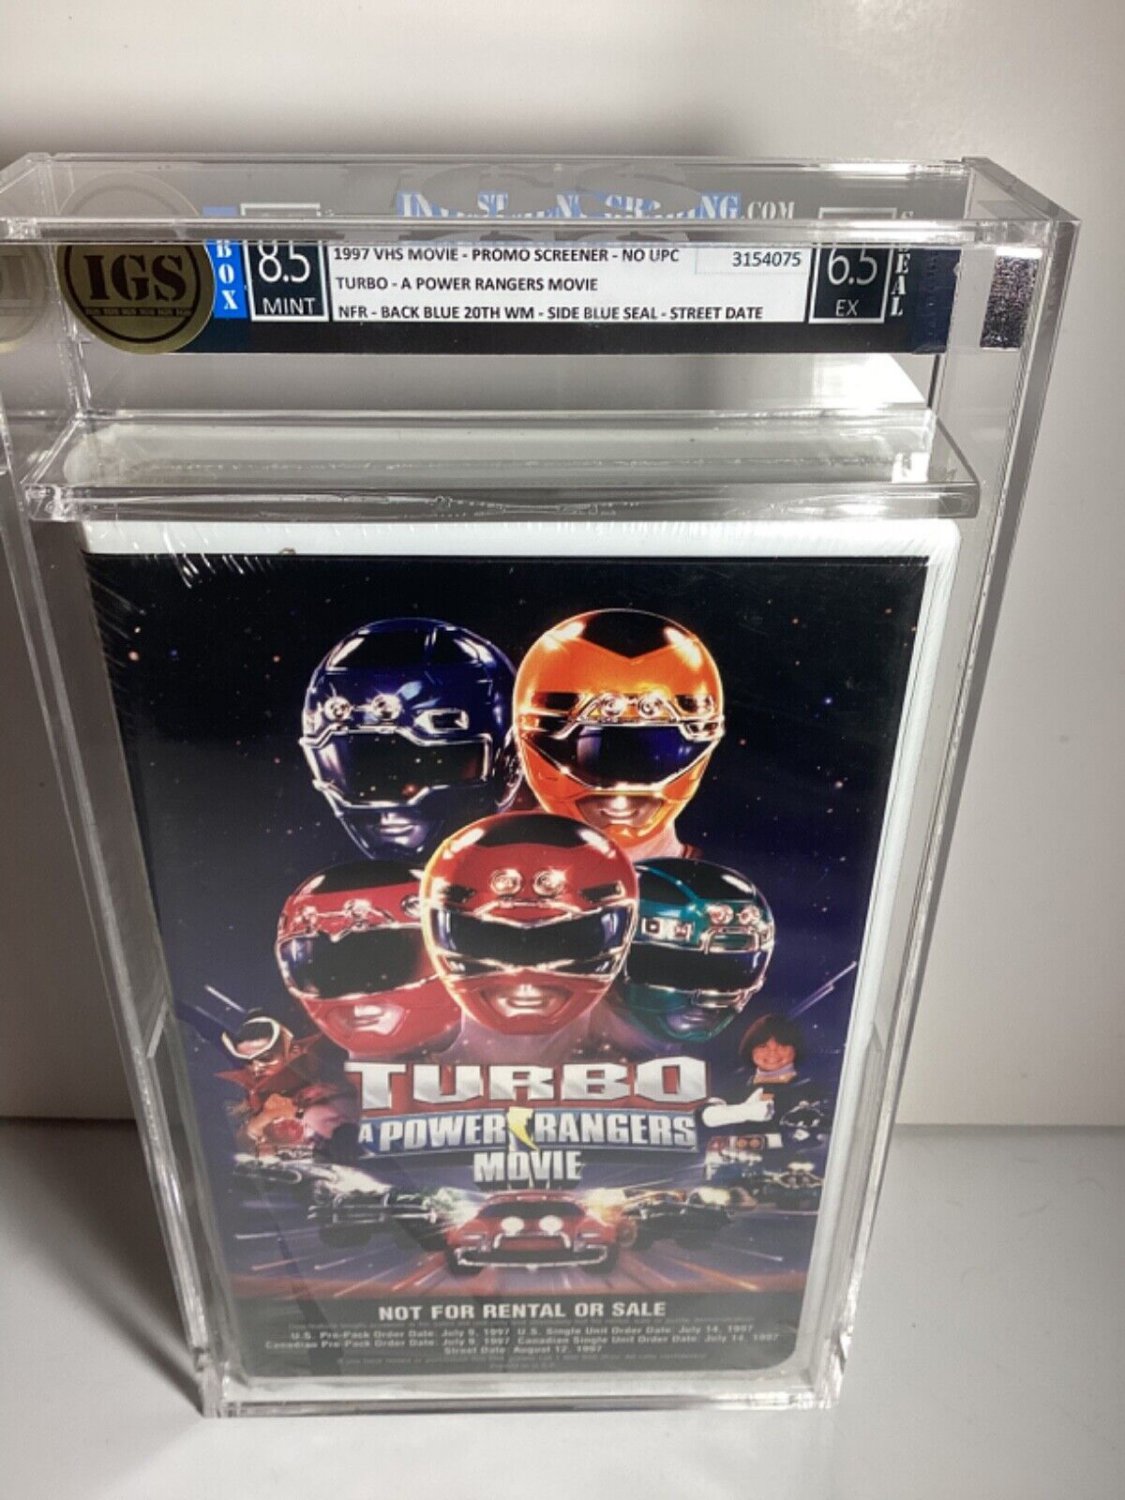 INVESTMENT GRADING.COM
IGS
BOX
8.5
MINT
1997 VHS MOVIE - PROMO SCREENER - NO UPC
3154075
TURBO - A POWER RANGERS MOVIE
NFR - BACK BLUE 20TH WM - SIDE BLUE SEAL - STREET DATE
6.5
EX
SEAL
TURBO
A POWER RANGERS
MOVIE
NOT FOR RENTAL OR SALE
U.S. Pre-Pack Order Date: July 9, 1997 U.S. Single Unit Order Date: July 14, 1997
Canadian Pre-Pack Order Date: July 9, 1997 Canadian Single Unit Order Date: July 14, 1997
Street Date: August 12, 1997